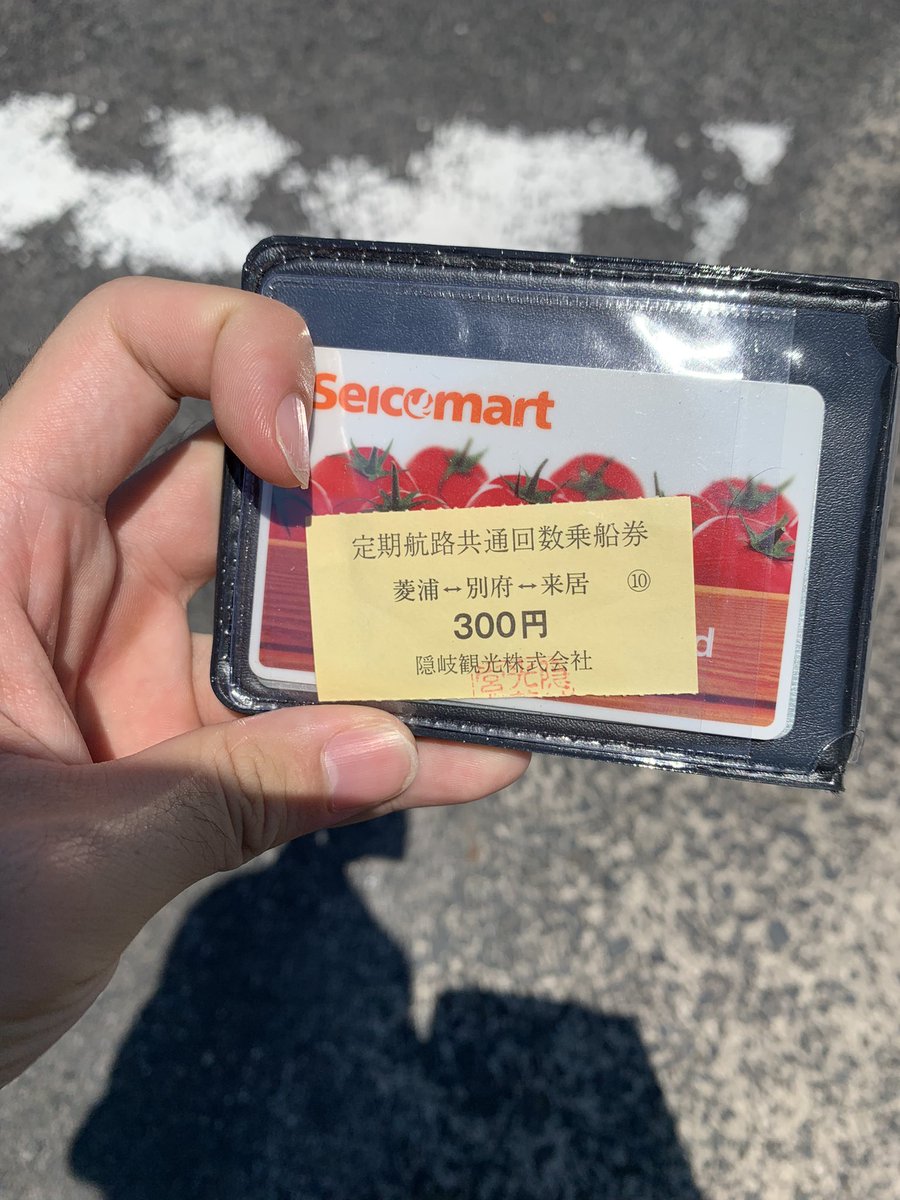 Seicomart
定期航路共通回数乗船券
菱浦↔別府↔来居 ⑩
300円
隠岐観光株式会社